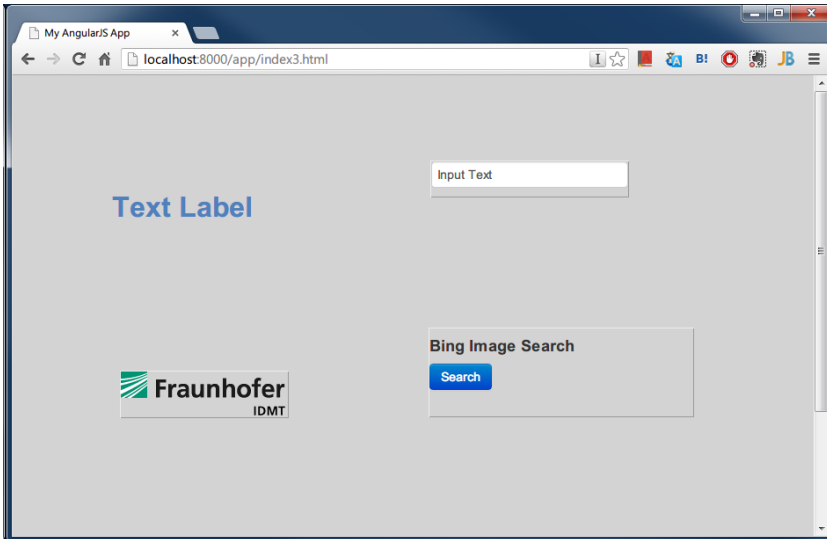 My AngularJS App
localhost:8000/app/index3.html
B!
JB
Input Text
Text Label
Bing Image Search
Search
Fraunhofer
IDMT